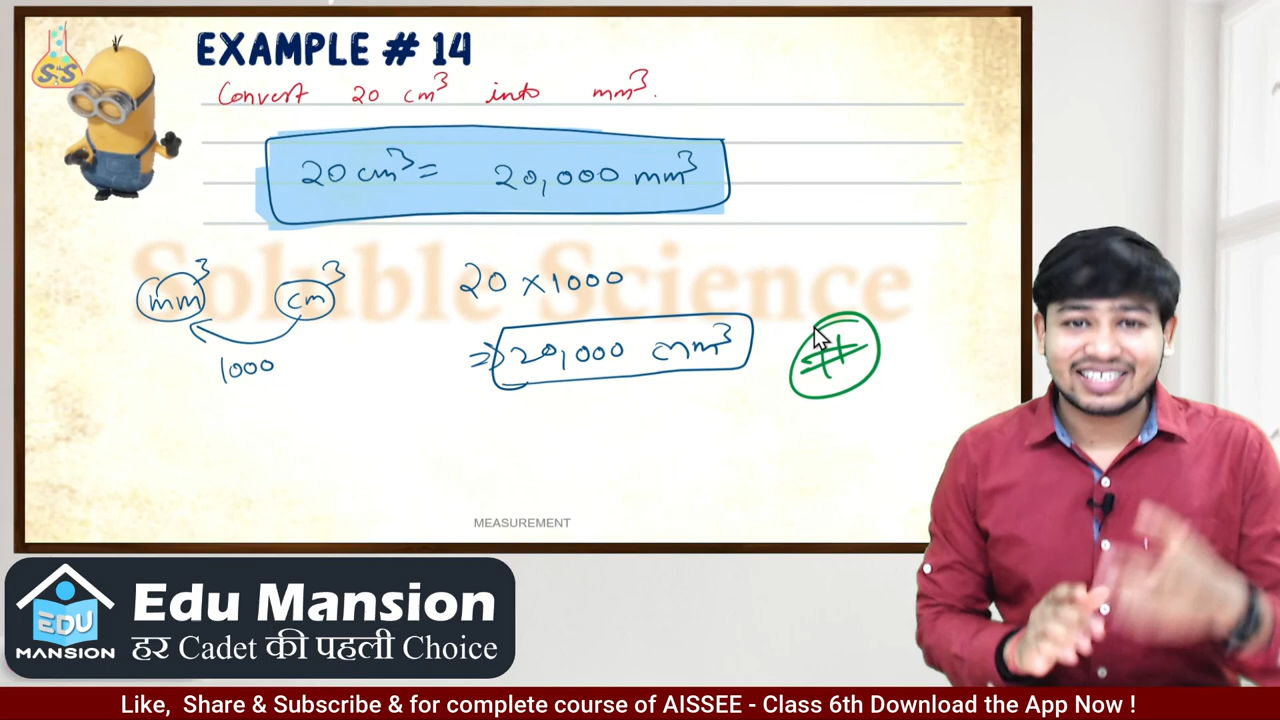 S+S
EXAMPLE # 14
Convert 20 cm³ into mm³.
20 cm³ = 20,000 mm³
Soluble Science
mm³ cm³
1000
20 × 1000
⇒ 20,000 mm³
#
MEASUREMENT
EDU
MANSION
Edu Mansion
हर Cadet की पहली Choice
Like, Share & Subscribe & for complete course of AISSEE - Class 6th Download the App Now !